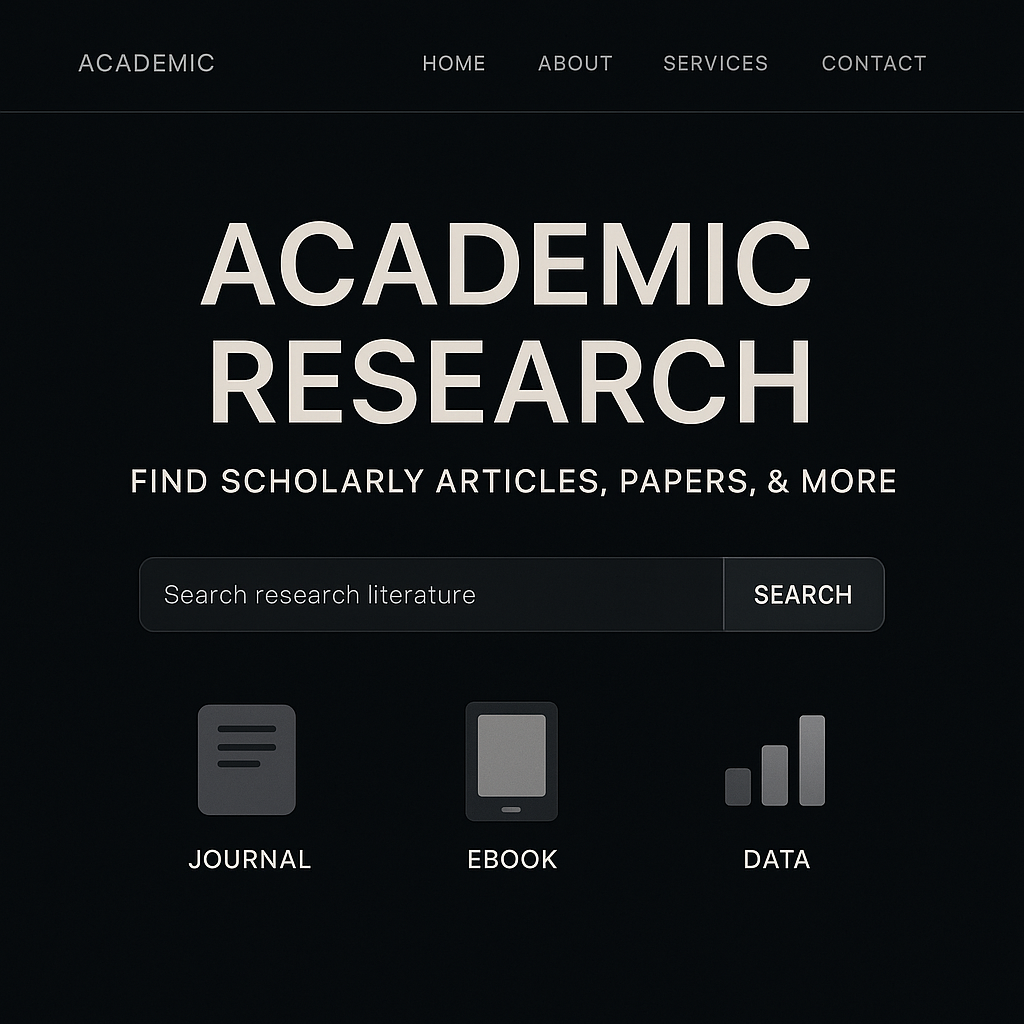 ACADEMIC
HOME ABOUT SERVICES CONTACT
ACADEMIC
RESEARCH
FIND SCHOLARLY ARTICLES, PAPERS, & MORE
Search research literature
SEARCH
JOURNAL
EBOOK
DATA